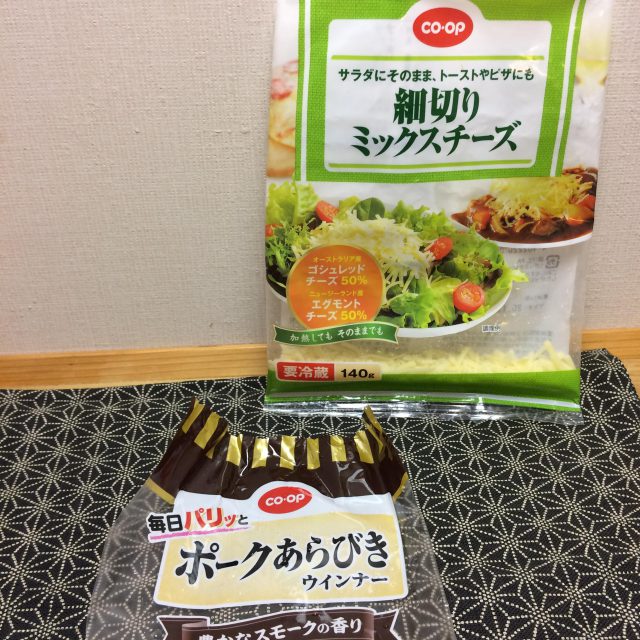 CO·OP
サラダにそのまま、トーストやピザにも
細切り
ミックスチーズ
オーストラリア産
ゴシュレッド
チーズ50%
ニュージーランド産
エグモント
チーズ50%
加熱しても そのままでも
調理例
要冷蔵 140g
CO·OP
毎日パリッと
ポークあらびき
ウインナー
豊かなスモークの香り